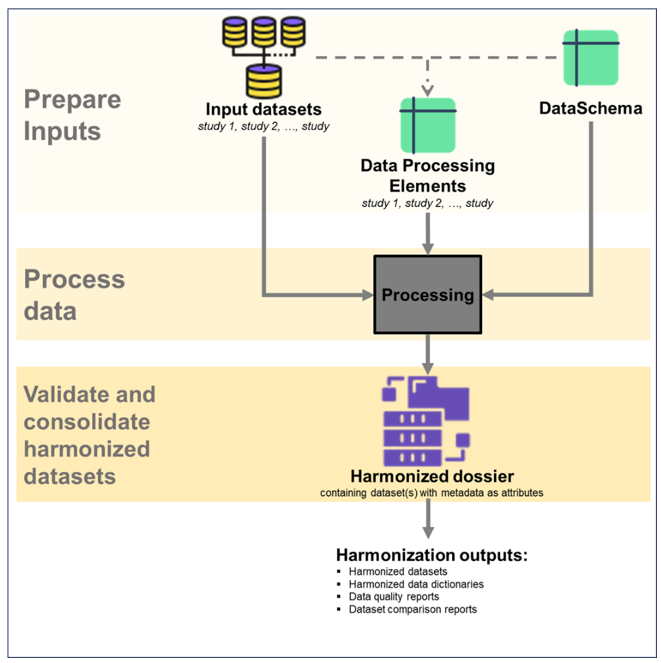 Prepare
Inputs
Input datasets
study 1, study 2, …, study
DataSchema
Data Processing
Elements
study 1, study 2, …, study
Process
data
Processing
Validate and
consolidate
harmonized
datasets
Harmonized dossier
containing dataset(s) with metadata as attributes
Harmonization outputs:
▪ Harmonized datasets
▪ Harmonized data dictionaries
▪ Data quality reports
▪ Dataset comparison reports